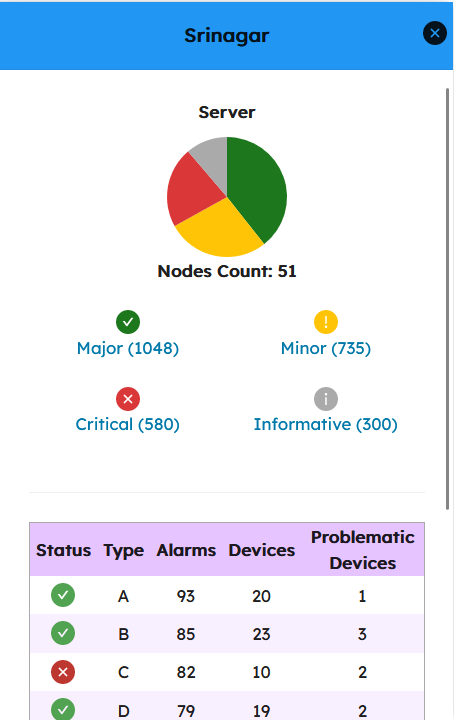 Srinagar
Server
Nodes Count: 51
Major (1048) Minor (735)
Critical (580) Informative (300)
Status Type Alarms Devices Problematic Devices
A 93 20 1
B 85 23 3
C 82 10 2
D 79 19 2